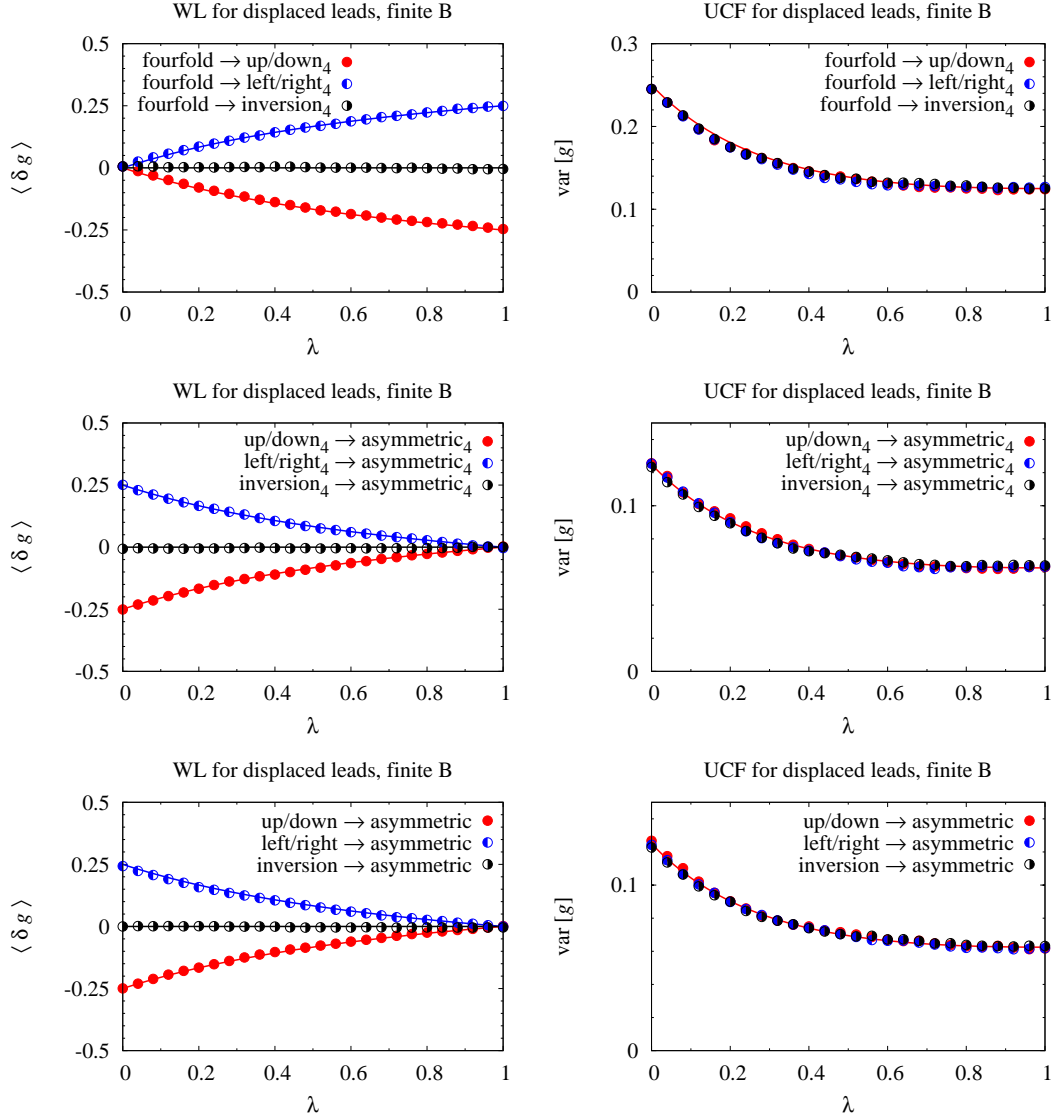 WL for displaced leads, finite B
⟨ δ g ⟩
0.5
0.25
0
-0.25
-0.5
fourfold → up/down₄
fourfold → left/right₄
fourfold → inversion₄
0 0.2 0.4 0.6 0.8 1
λ
UCF for displaced leads, finite B
var [g]
0.3
0.2
0.1
0
fourfold → up/down₄
fourfold → left/right₄
fourfold → inversion₄
0 0.2 0.4 0.6 0.8 1
λ
WL for displaced leads, finite B
⟨ δ g ⟩
0.5
0.25
0
-0.25
-0.5
up/down₄ → asymmetric₄
left/right₄ → asymmetric₄
inversion₄ → asymmetric₄
0 0.2 0.4 0.6 0.8 1
λ
UCF for displaced leads, finite B
var [g]
0.1
0
up/down₄ → asymmetric₄
left/right₄ → asymmetric₄
inversion₄ → asymmetric₄
0 0.2 0.4 0.6 0.8 1
λ
WL for displaced leads, finite B
⟨ δ g ⟩
0.5
0.25
0
-0.25
-0.5
up/down → asymmetric
left/right → asymmetric
inversion → asymmetric
0 0.2 0.4 0.6 0.8 1
λ
UCF for displaced leads, finite B
var [g]
0.1
0
up/down → asymmetric
left/right → asymmetric
inversion → asymmetric
0 0.2 0.4 0.6 0.8 1
λ